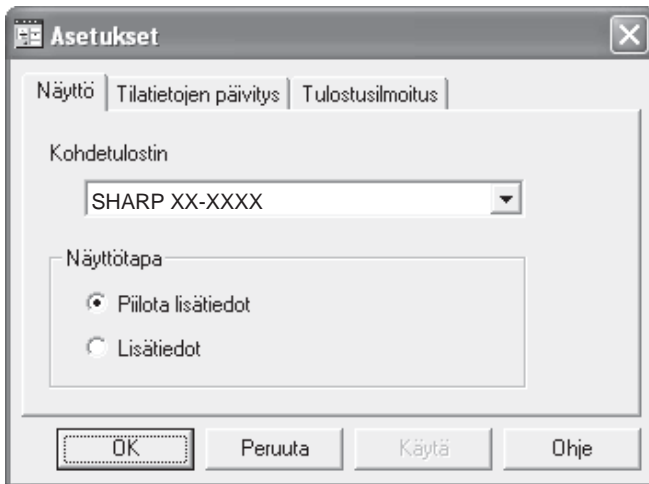 Asetukset
Näyttö Tilatietojen päivitys Tulostusilmoitus
Kohdetulostin
SHARP XX-XXXX
Näyttötapa
Piilota lisätiedot
Lisätiedot
OK Peruuta Käytä Ohje